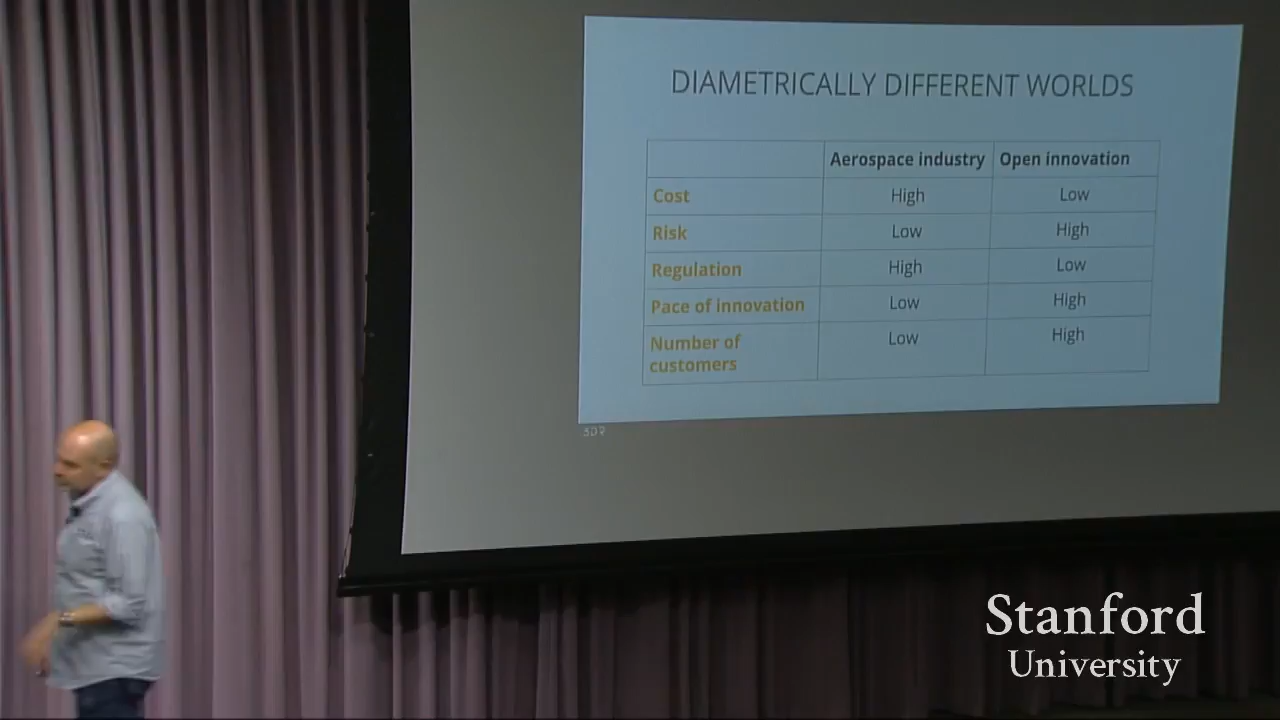 DIAMETRICALLY DIFFERENT WORLDS
Aerospace industry Open innovation
Cost High Low
Risk Low High
Regulation High Low
Pace of innovation Low High
Number of customers Low High
3DR
Stanford
University